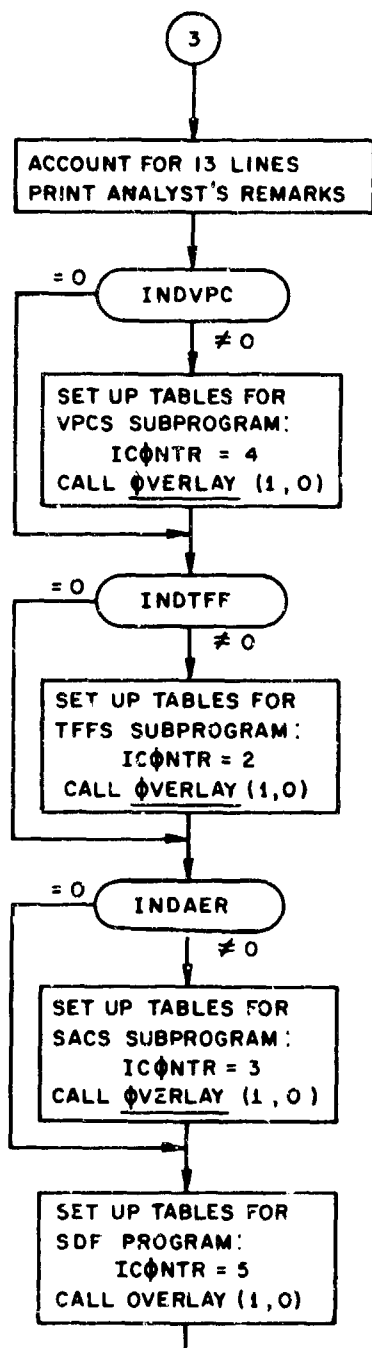 3
ACCOUNT FOR 13 LINES
PRINT ANALYST'S REMARKS
= 0
INDVPC
≠ 0
SET UP TABLES FOR
VPCS SUBPROGRAM:
ICϕNTR = 4
CALL ϕVERLAY (1,0)
= 0
INDTFF
≠ 0
SET UP TABLES FOR
TFFS SUBPROGRAM:
ICϕNTR = 2
CALL ϕVERLAY (1,0)
= 0
INDAER
≠ 0
SET UP TABLES FOR
SACS SUBPROGRAM:
ICϕNTR = 3
CALL ϕVERLAY (1,0)
SET UP TABLES FOR
SDF PROGRAM:
ICϕNTR = 5
CALL OVERLAY (1,0)